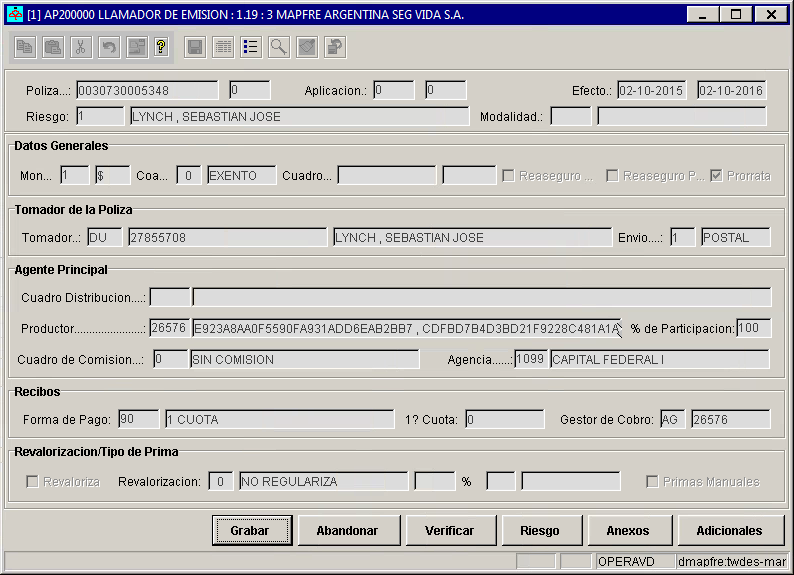 [1] AP200000 LLAMADOR DE EMISION : 1.19 : 3 MAPFRE ARGENTINA SEG VIDA S.A.
Poliza...: 0030730005348 0 Aplicacion.: 0 0 Efecto.: 02-10-2015 02-10-2016
Riesgo: 1 LYNCH , SEBASTIAN JOSE Modalidad.:
Datos Generales
Mon... 1 $ Coa... 0 EXENTO Cuadro... Reaseguro ... Reaseguro P... Prorrata
Tomador de la Poliza
Tomador..: DU 27855708 LYNCH , SEBASTIAN JOSE Envio....: 1 POSTAL
Agente Principal
Cuadro Distribucion....:
Productor......................: 26576 E923A8AA0F5590FA931ADD6EAB2BB7 , CDFBD7B4D3BD21F9228C481A1A % de Participacion: 100
Cuadro de Comision...: 0 SIN COMISION Agencia......: 1099 CAPITAL FEDERAL I
Recibos
Forma de Pago: 90 1 CUOTA 1? Cuota: 0 Gestor de Cobro: AG 26576
Revalorizacion/Tipo de Prima
Revaloriza Revalorizacion: 0 NO REGULARIZA % Primas Manuales
Grabar Abandonar Verificar Riesgo Anexos Adicionales
OPERAVD dmapfre:twdes-mar